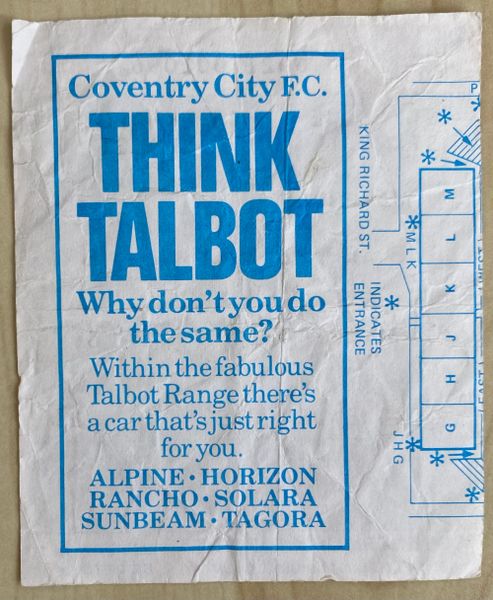 Coventry City F.C.
THINK
TALBOT
Why don't you do
the same?
Within the fabulous
Talbot Range there's
a car that's just right
for you.
ALPINE · HORIZON
RANCHO · SOLARA
SUNBEAM · TAGORA
KING RICHARD ST.
* INDICATES
ENTRANCE
M L K
J H G
P
M
L
K
J
H
G